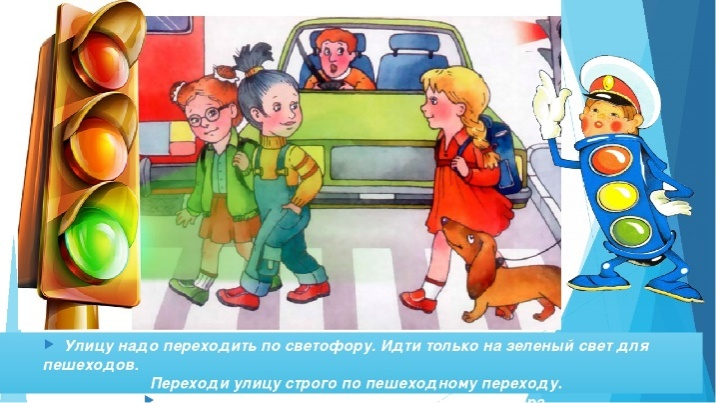 Улицу надо переходить по светофору. Идти только на зеленый свет для
пешеходов.
Переходи улицу строго по пешеходному переходу.